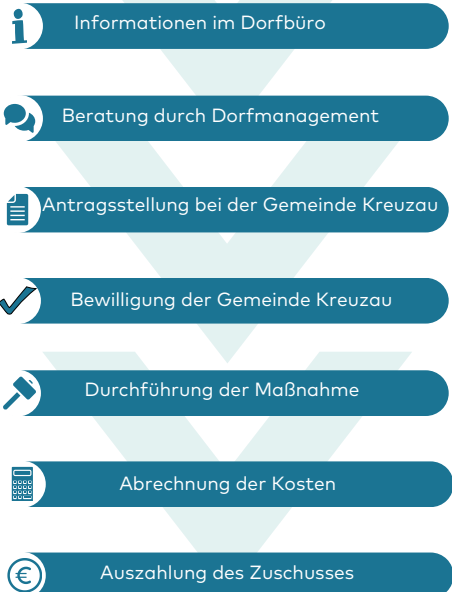 Informationen im Dorfbüro
Beratung durch Dorfmanagement
Antragsstellung bei der Gemeinde Kreuzau
Bewilligung der Gemeinde Kreuzau
Durchführung der Maßnahme
Abrechnung der Kosten
Auszahlung des Zuschusses